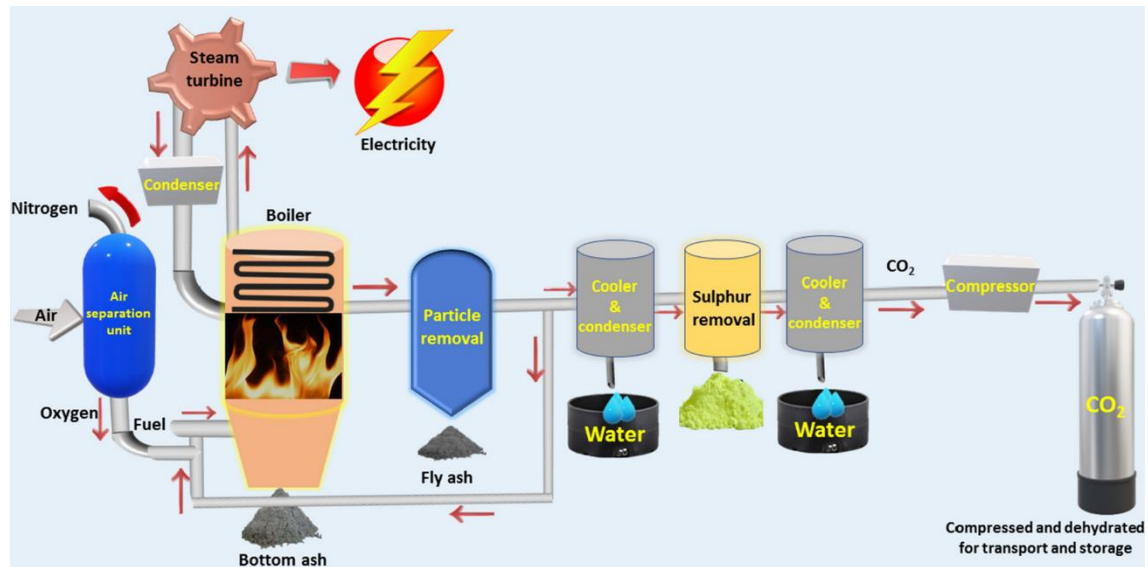 Steam
turbine
Electricity
Condenser
Nitrogen
Boiler
Air
separation
unit
Air
Oxygen
Fuel
Particle
removal
Fly ash
Bottom ash
Cooler
&
condenser
Water
Sulphur
removal
Cooler
&
condenser
Water
CO₂
Compressor
CO₂
Compressed and dehydrated
for transport and storage